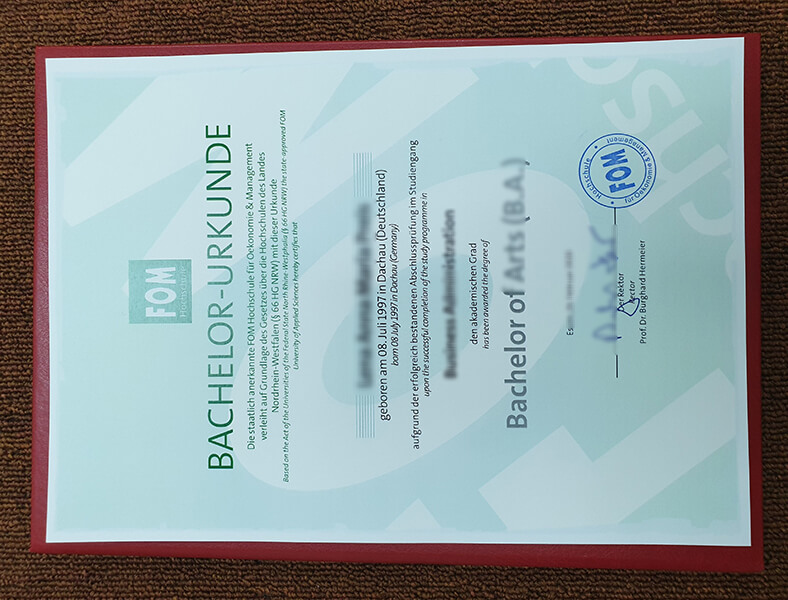 FOM
Hochschule
BACHELOR-URKUNDE
Die staatlich anerkannte FOM Hochschule für Oekonomie & Management
verleiht auf Grundlage des Gesetzes über die Hochschulen des Landes
Nordrhein-Westfalen (§ 66 HG NRW) mit dieser Urkunde
Based on the Act of the Universities of the Federal State North Rhine-Westphalia (§ 66 HG NRW) the state-approved FOM
University of Applied Sciences hereby certifies that
geboren am 08. Juli 1997 in Dachau (Deutschland)
born 08 July 1997 in Dachau (Germany)
aufgrund der erfolgreich bestandenen Abschlussprüfung im Studiengang
upon the successful completion of the study programme in
Business Administration
den akademischen Grad
has been awarded the degree of
Bachelor of Arts (B.A.)
Der Rektor
Rector
Prof. Dr. Burghard Hermeier
Hochschule
FOM
für Oekonomie & Management